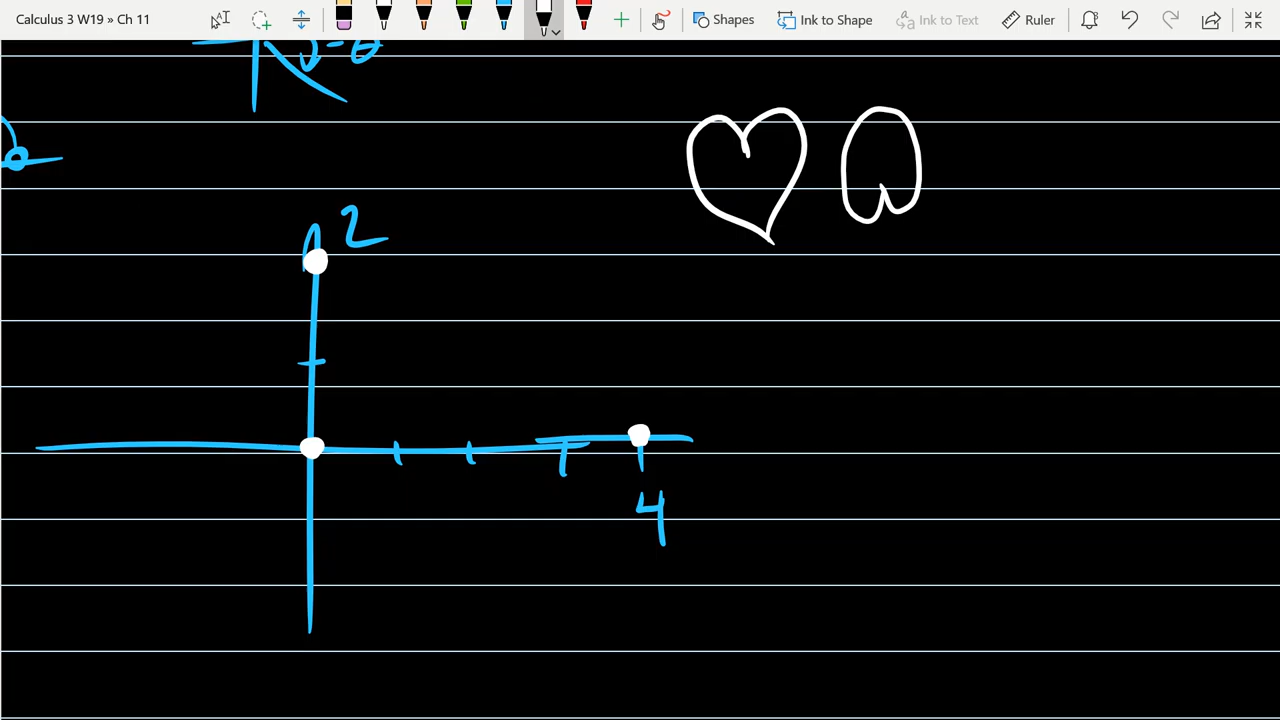 Calculus 3 W19 » Ch 11
Shapes
Ink to Shape
Ink to Text
Ruler
-θ
2
4